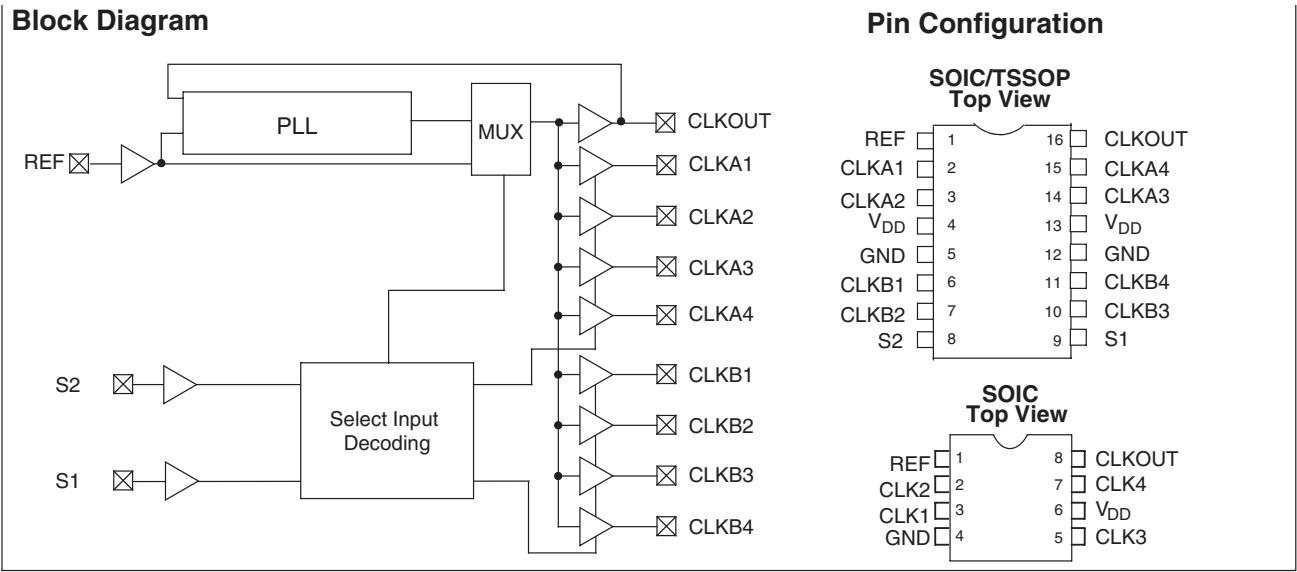 Block Diagram
PLL
MUX
REF
CLKOUT
CLKA1
CLKA2
CLKA3
CLKA4
S2
S1
Select Input
Decoding
CLKB1
CLKB2
CLKB3
CLKB4
Pin Configuration
SOIC/TSSOP
Top View
REF 1 16 CLKOUT
CLKA1 2 15 CLKA4
CLKA2 3 14 CLKA3
VDD 4 13 VDD
GND 5 12 GND
CLKB1 6 11 CLKB4
CLKB2 7 10 CLKB3
S2 8 9 S1
SOIC
Top View
REF 1 8 CLKOUT
CLK2 2 7 CLK4
CLK1 3 6 VDD
GND 4 5 CLK3